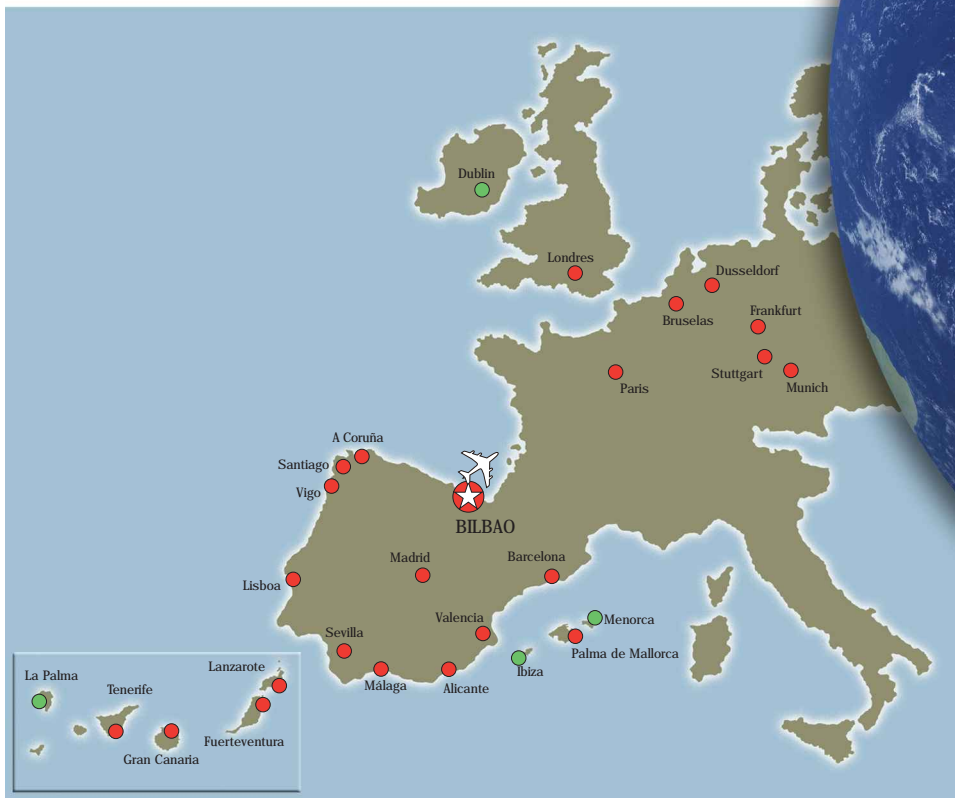 Dublin
Londres
Dusseldorf
Bruselas
Frankfurt
Stuttgart
Munich
Paris
A Coruña
Santiago
Vigo
BILBAO
Madrid
Barcelona
Lisboa
Valencia
Menorca
Sevilla
Palma de Mallorca
Ibiza
Málaga
Alicante
La Palma
Lanzarote
Tenerife
Fuerteventura
Gran Canaria